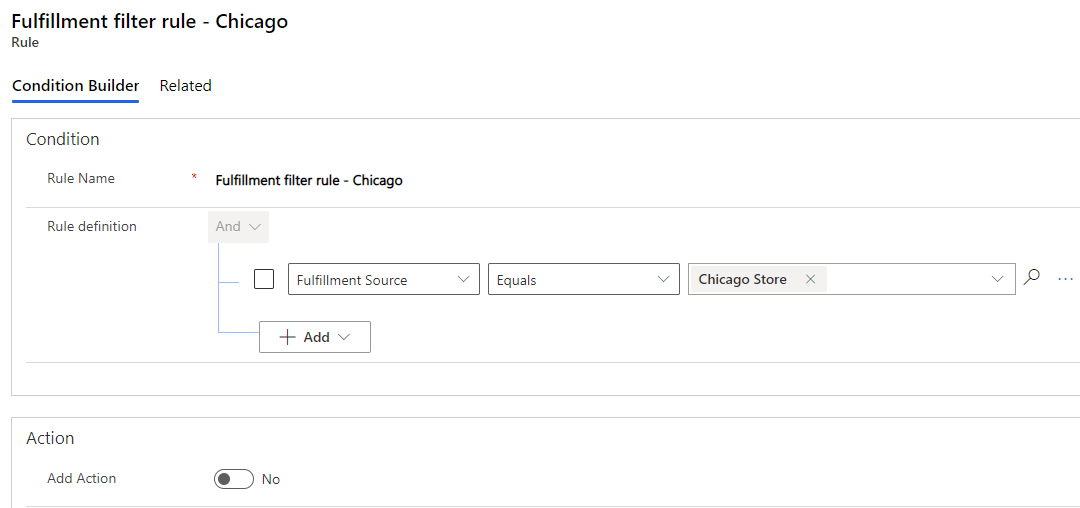 Fulfillment filter rule - Chicago
Rule
Condition Builder Related
Condition
Rule Name * Fulfillment filter rule - Chicago
Rule definition And
Fulfillment Source Equals Chicago Store
Add
Action
Add Action No